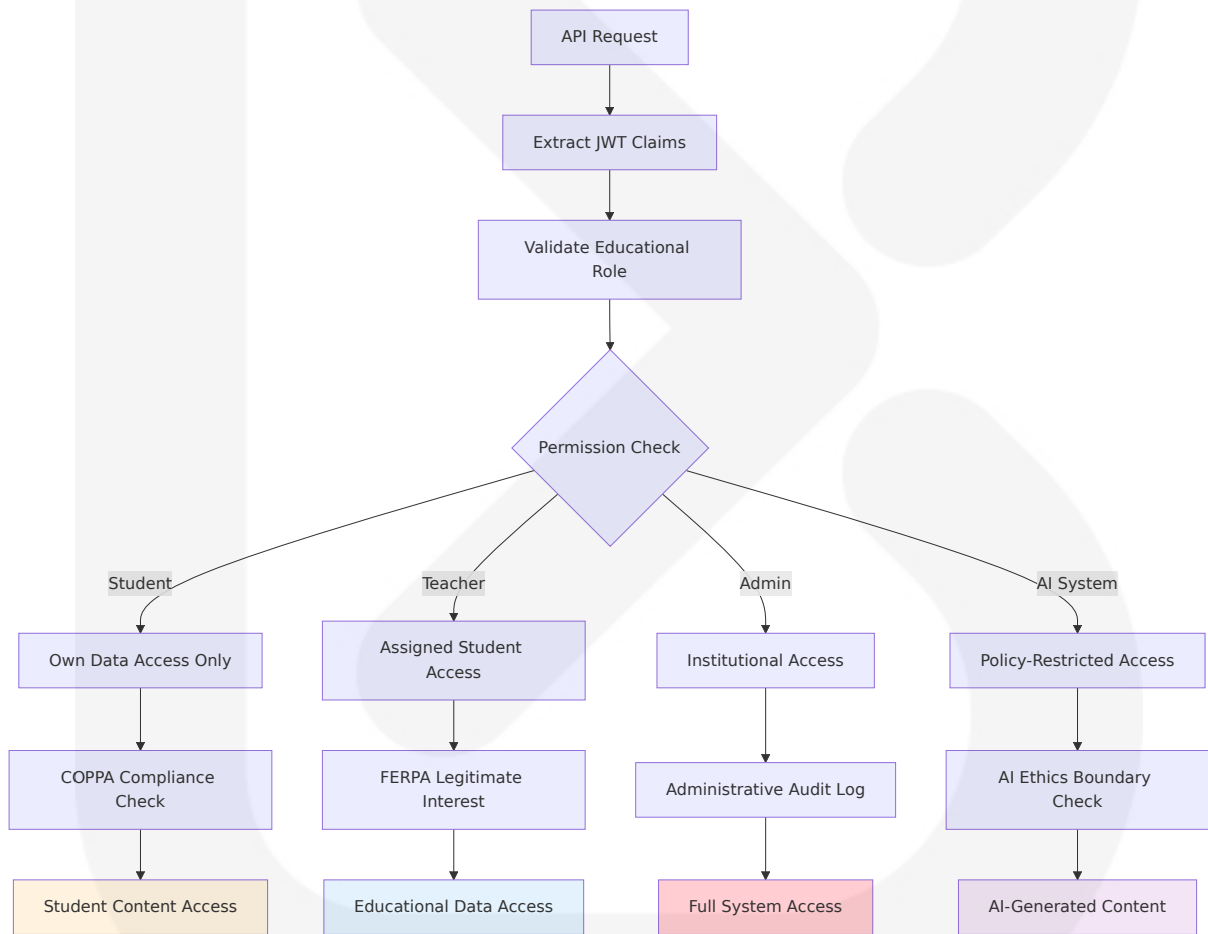 API Request
Extract JWT Claims
Validate Educational
Role
Permission Check
Student
Teacher
Admin
AI System
Own Data Access Only
Assigned Student
Access
Institutional Access
Policy-Restricted Access
COPPA Compliance
Check
FERPA Legitimate
Interest
Administrative Audit Log
AI Ethics Boundary
Check
Student Content Access
Educational Data Access
Full System Access
AI-Generated Content